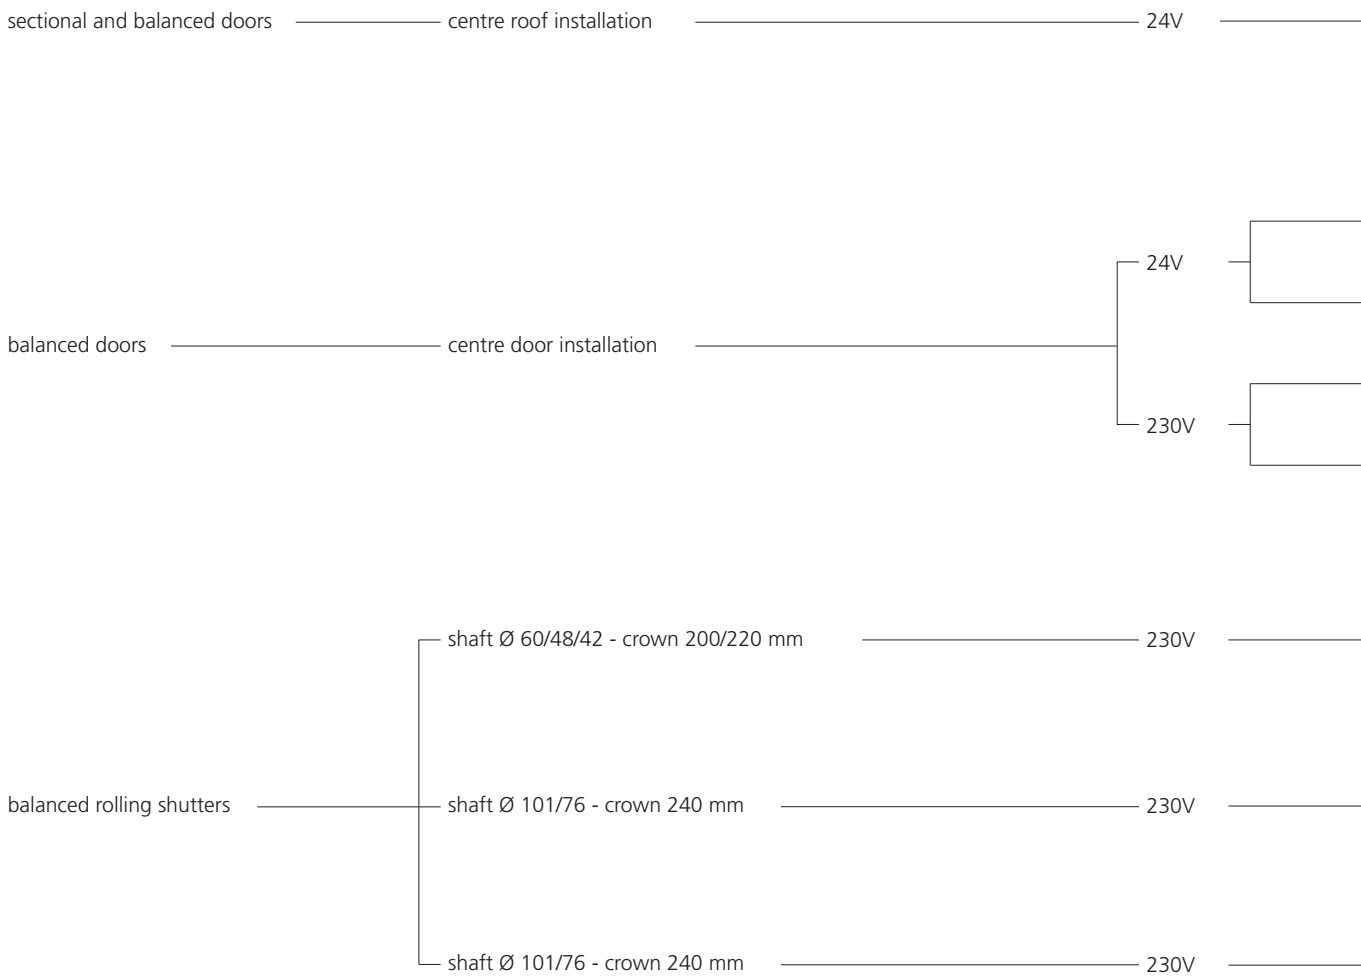 sectional and balanced doors centre roof installation 24V
24V
balanced doors centre door installation
230V
shaft Ø 60/48/42 - crown 200/220 mm 230V
balanced rolling shutters shaft Ø 101/76 - crown 240 mm 230V
shaft Ø 101/76 - crown 240 mm 230V